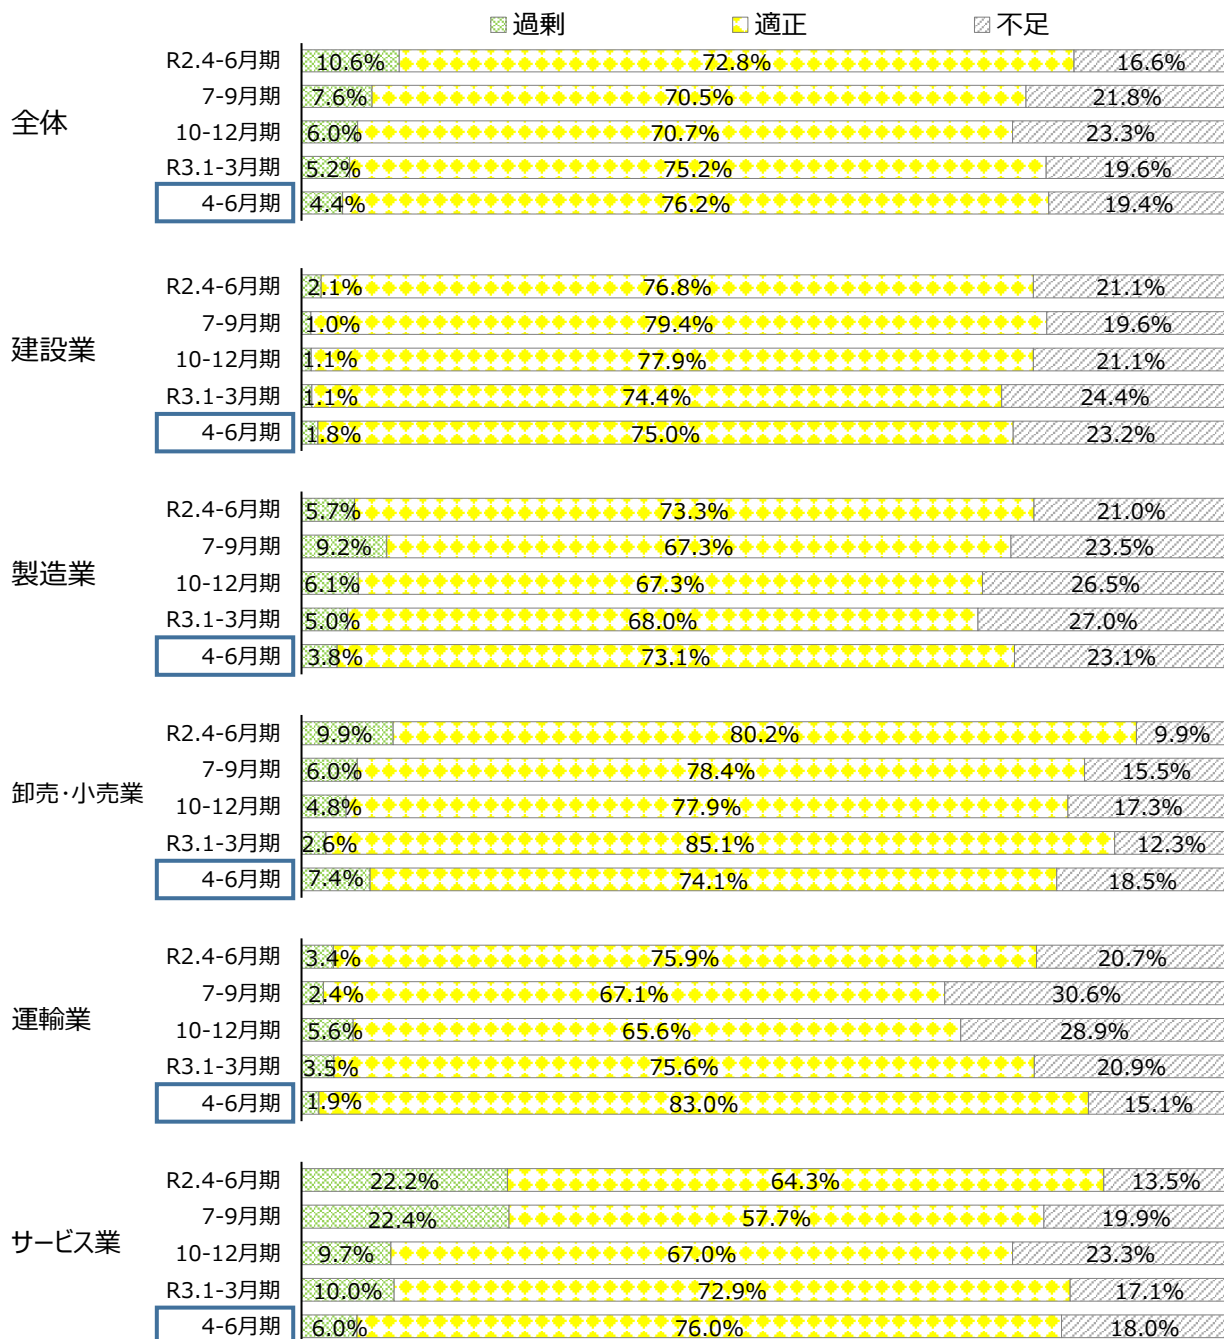 過剰 適正 不足
全体
R2.4-6月期 10.6% 72.8% 16.6%
7-9月期 7.6% 70.5% 21.8%
10-12月期 6.0% 70.7% 23.3%
R3.1-3月期 5.2% 75.2% 19.6%
4-6月期 4.4% 76.2% 19.4%
建設業
R2.4-6月期 2.1% 76.8% 21.1%
7-9月期 1.0% 79.4% 19.6%
10-12月期 1.1% 77.9% 21.1%
R3.1-3月期 1.1% 74.4% 24.4%
4-6月期 1.8% 75.0% 23.2%
製造業
R2.4-6月期 5.7% 73.3% 21.0%
7-9月期 9.2% 67.3% 23.5%
10-12月期 6.1% 67.3% 26.5%
R3.1-3月期 5.0% 68.0% 27.0%
4-6月期 3.8% 73.1% 23.1%
卸売・小売業
R2.4-6月期 9.9% 80.2% 9.9%
7-9月期 6.0% 78.4% 15.5%
10-12月期 4.8% 77.9% 17.3%
R3.1-3月期 2.6% 85.1% 12.3%
4-6月期 7.4% 74.1% 18.5%
運輸業
R2.4-6月期 3.4% 75.9% 20.7%
7-9月期 2.4% 67.1% 30.6%
10-12月期 5.6% 65.6% 28.9%
R3.1-3月期 3.5% 75.6% 20.9%
4-6月期 1.9% 83.0% 15.1%
サービス業
R2.4-6月期 22.2% 64.3% 13.5%
7-9月期 22.4% 57.7% 19.9%
10-12月期 9.7% 67.0% 23.3%
R3.1-3月期 10.0% 72.9% 17.1%
4-6月期 6.0% 76.0% 18.0%